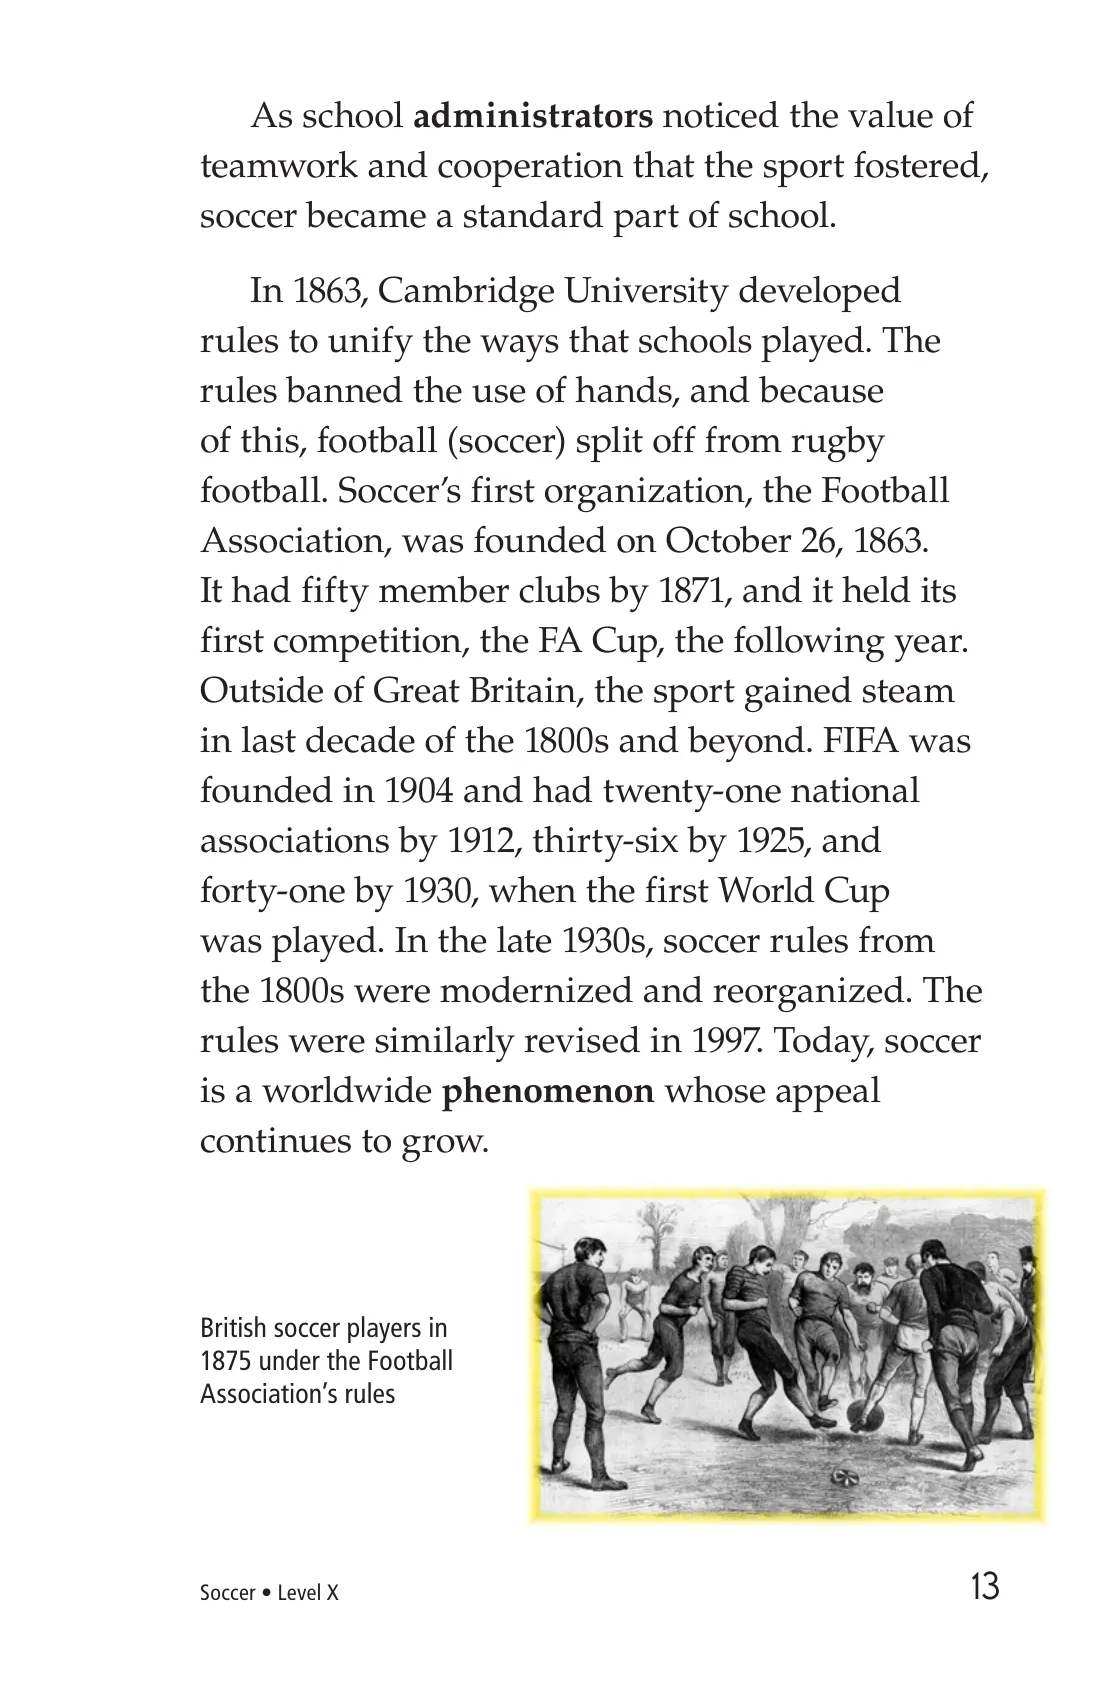 As school administrators noticed the value of
teamwork and cooperation that the sport fostered,
soccer became a standard part of school.
In 1863, Cambridge University developed
rules to unify the ways that schools played. The
rules banned the use of hands, and because
of this, football (soccer) split off from rugby
football. Soccer’s first organization, the Football
Association, was founded on October 26, 1863.
It had fifty member clubs by 1871, and it held its
first competition, the FA Cup, the following year.
Outside of Great Britain, the sport gained steam
in last decade of the 1800s and beyond. FIFA was
founded in 1904 and had twenty-one national
associations by 1912, thirty-six by 1925, and
forty-one by 1930, when the first World Cup
was played. In the late 1930s, soccer rules from
the 1800s were modernized and reorganized. The
rules were similarly revised in 1997. Today, soccer
is a worldwide phenomenon whose appeal
continues to grow.
British soccer players in
1875 under the Football
Association’s rules
Soccer • Level X
13